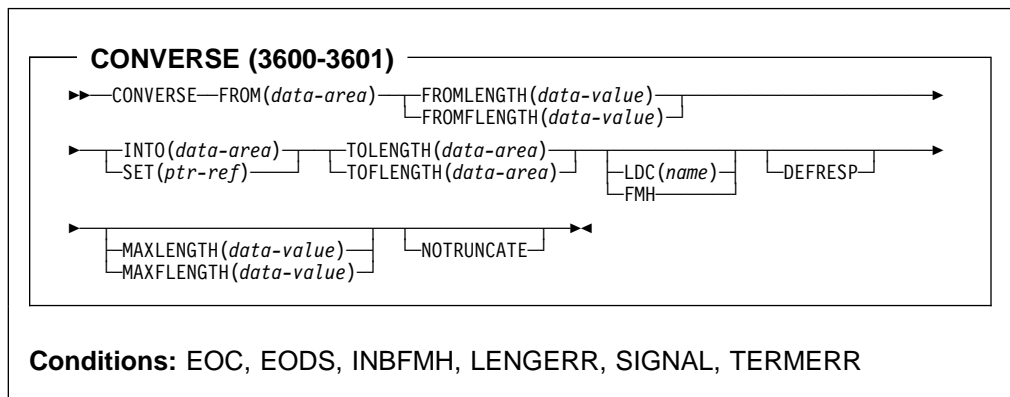 CONVERSE (3600-3601)
CONVERSE FROM(data-area) FROMLENGTH(data-value)
FROMFLENGTH(data-value)
INTO(data-area) TOLENGTH(data-area)
SET(ptr-ref) TOFLENGTH(data-area) LDC(name) DEFRESP
FMH
MAXLENGTH(data-value) NOTRUNCATE
MAXFLENGTH(data-value)
Conditions: EOC, EODS, INBFMH, LENGERR, SIGNAL, TERMERR